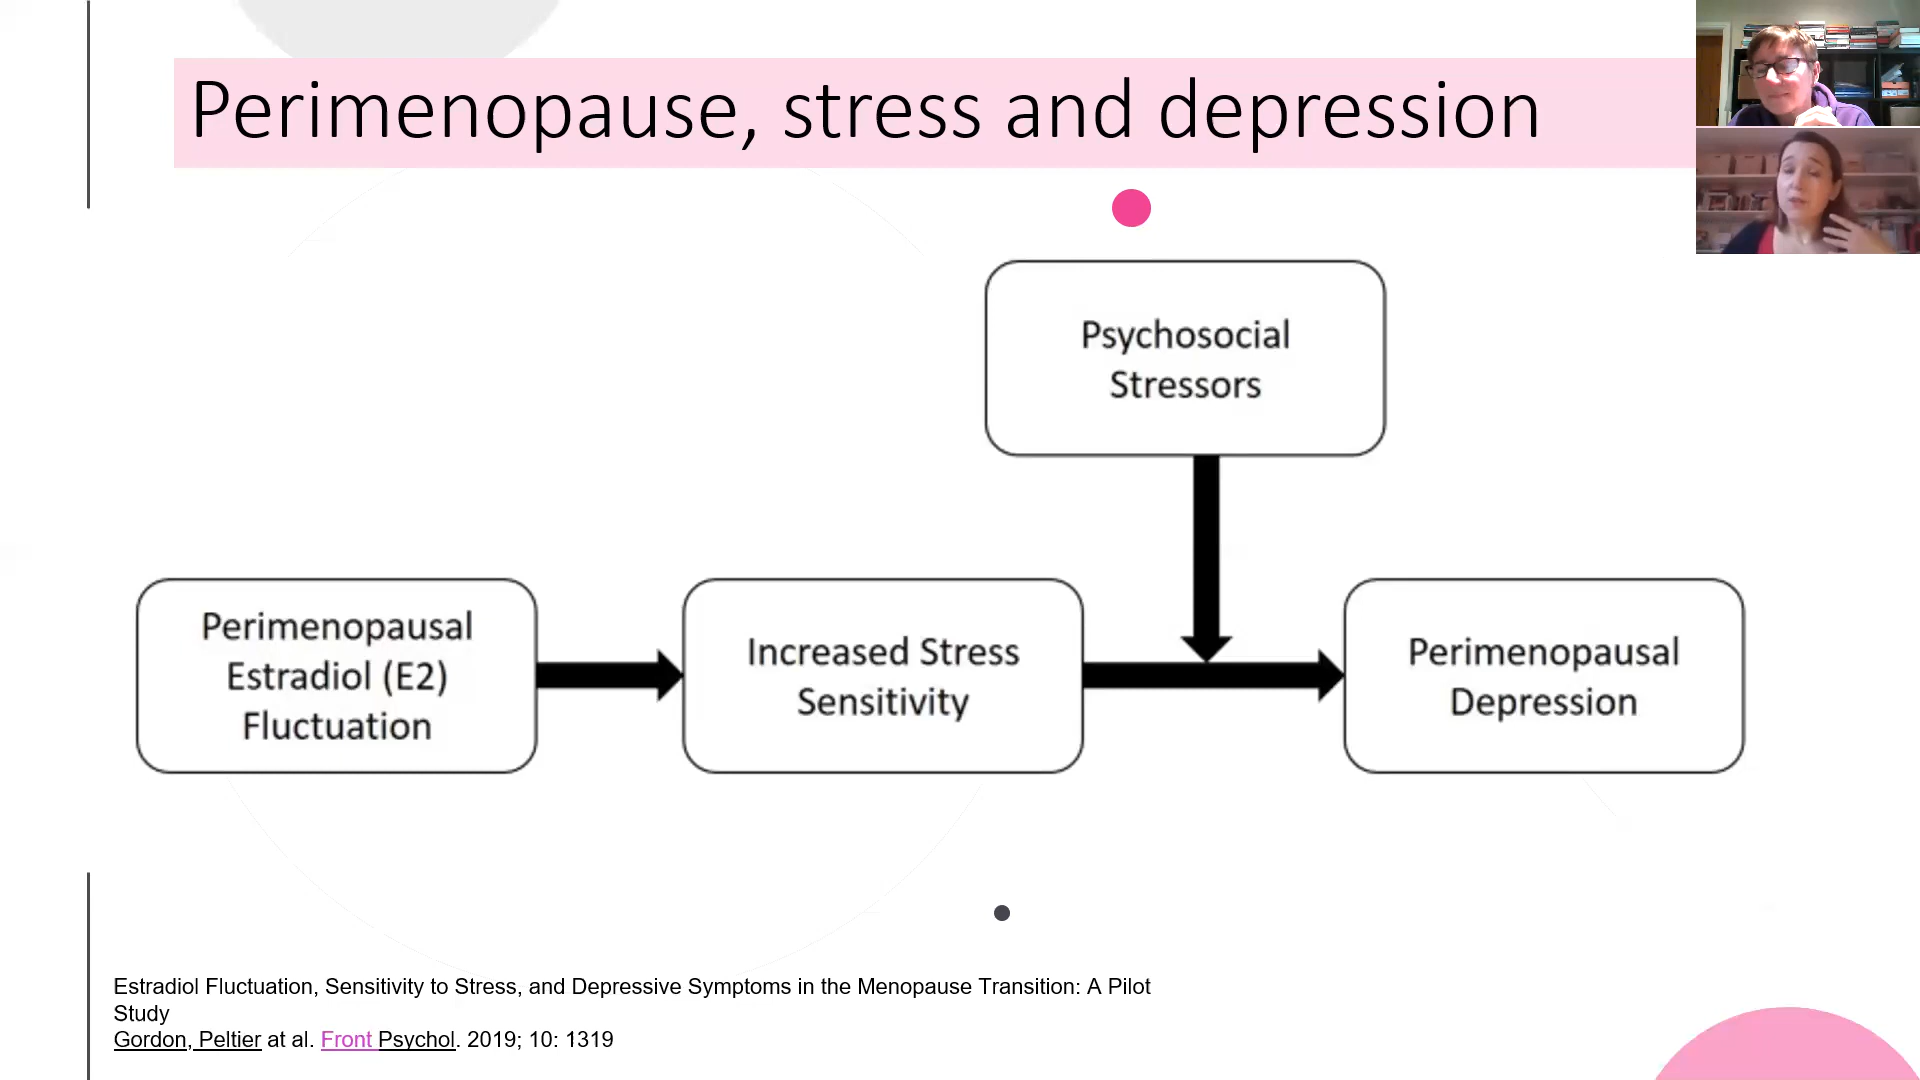 Perimenopause, stress and depression
Psychosocial
Stressors
Perimenopausal
Estradiol (E2)
Fluctuation
Increased Stress
Sensitivity
Perimenopausal
Depression
Estradiol Fluctuation, Sensitivity to Stress, and Depressive Symptoms in the Menopause Transition: A Pilot
Study
Gordon, Peltier at al. Front Psychol. 2019; 10: 1319